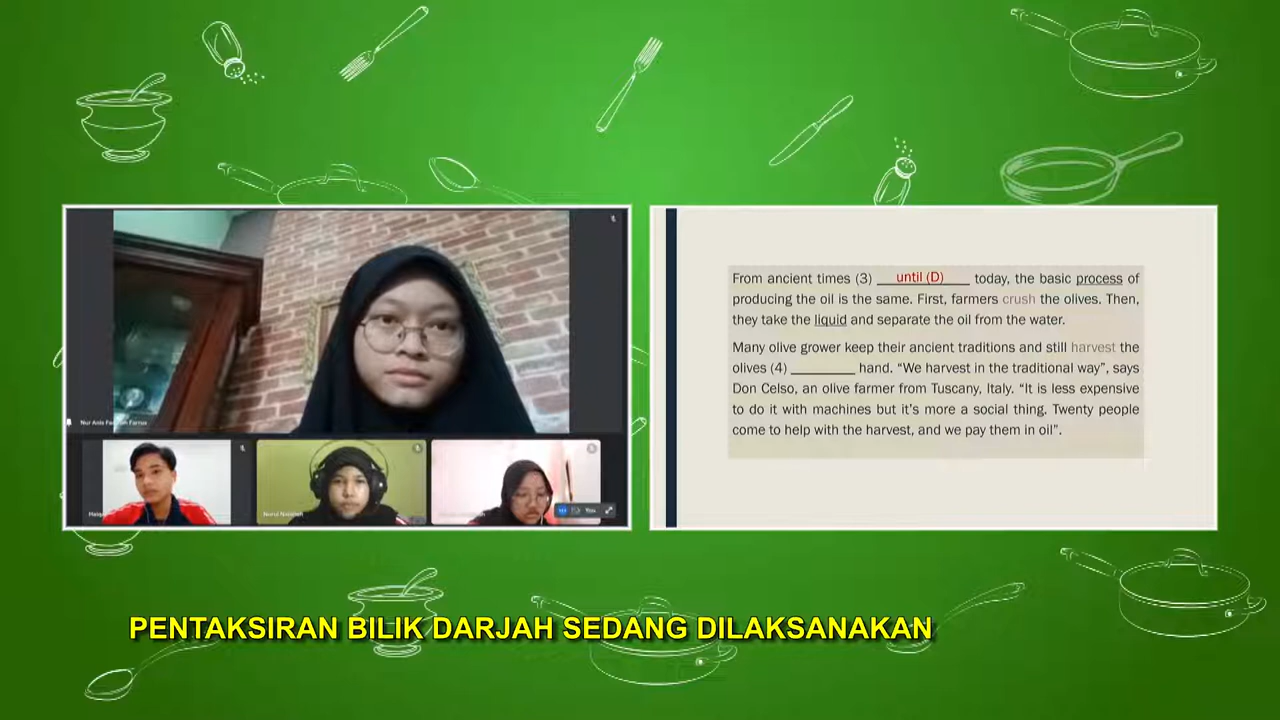 From ancient times (3) until (D) today, the basic process of
producing the oil is the same. First, farmers crush the olives. Then,
they take the liquid and separate the oil from the water.
Many olive grower keep their ancient traditions and still harvest the
olives (4) __________ hand. “We harvest in the traditional way”, says
Don Celso, an olive farmer from Tuscany, Italy. “It is less expensive
to do it with machines but it’s more a social thing. Twenty people
come to help with the harvest, and we pay them in oil”.
PENTAKSIRAN BILIK DARJAH SEDANG DILAKSANAKAN